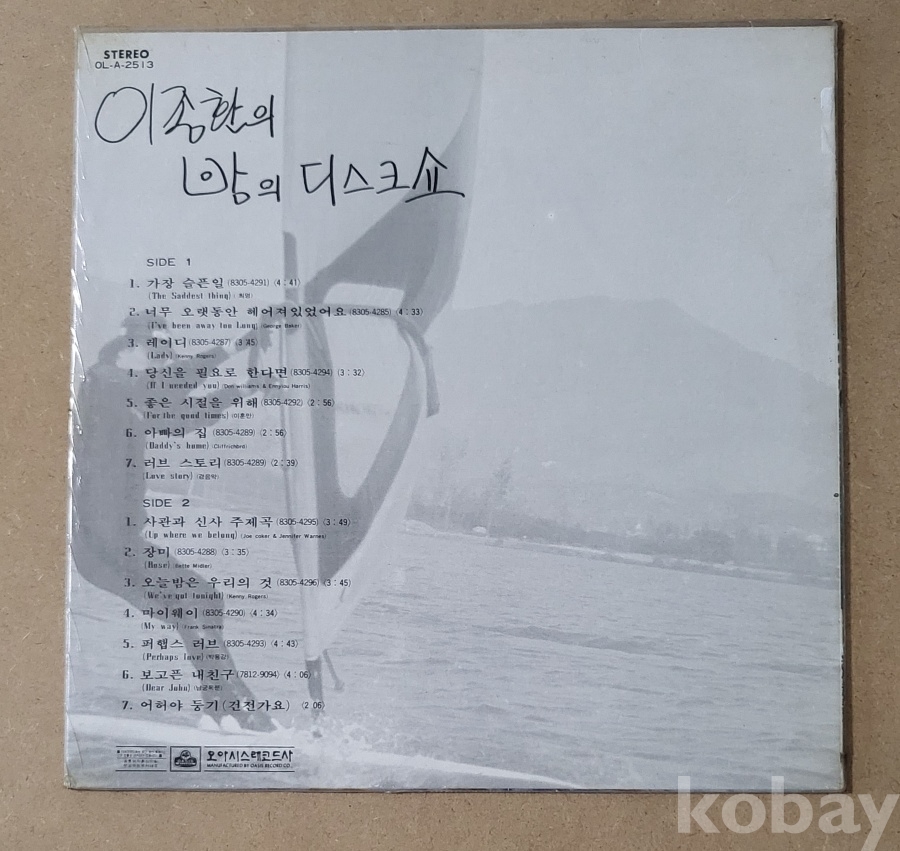 STEREO
OL-A-2513
이종환의
밤의 디스크쇼
SIDE 1
1. 가장 슬픈일 (8305-4291) (4:41)
(The Saddest thing) (최영)
2. 너무 오랫동안 헤어져있었어요 (8305-4285) (4:33)
(I've been away too Long) (George Baker)
3. 레이디 (8305-4287) (3:45)
(Lady) (Kenny Rogers)
4. 당신을 필요로 한다면 (8305-4294) (3:32)
(If I needed you) (Don williams & Emylou Harris)
5. 좋은 시절을 위해 (8305-4292) (2:56)
(For the good times)
6. 아빠의 집 (8305-4289) (2:56)
(Daddy's home)
7. 러브 스토리 (8305-4289) (2:39)
(Love story) (경음악)
SIDE 2
1. 사관과 신사 주제곡 (8305-4295) (3:49)
(Up where we belong) (Joe coker & Jennifer Warnes)
2. 장미 (8305-4288) (3:35)
(Rose) (Bette Midler)
3. 오늘밤은 우리의 것 (8305-4296) (3:45)
(We've got tonight) (Kenny Rogers)
4. 마이웨이 (8305-4290) (4:34)
(My way) (Frank Sinatra)
5. 퍼햅스 러브 (8305-4293) (4:43)
(Perhaps love)
6. 보고픈 내친구 (7812-9094) (4:06)
(Dear John) (남궁옥분)
7. 어허야 둥기 (건전가요) (2 06)
오아시스레코드사
MANUFACTURED BY OASIS RECORD CO.,
kobay